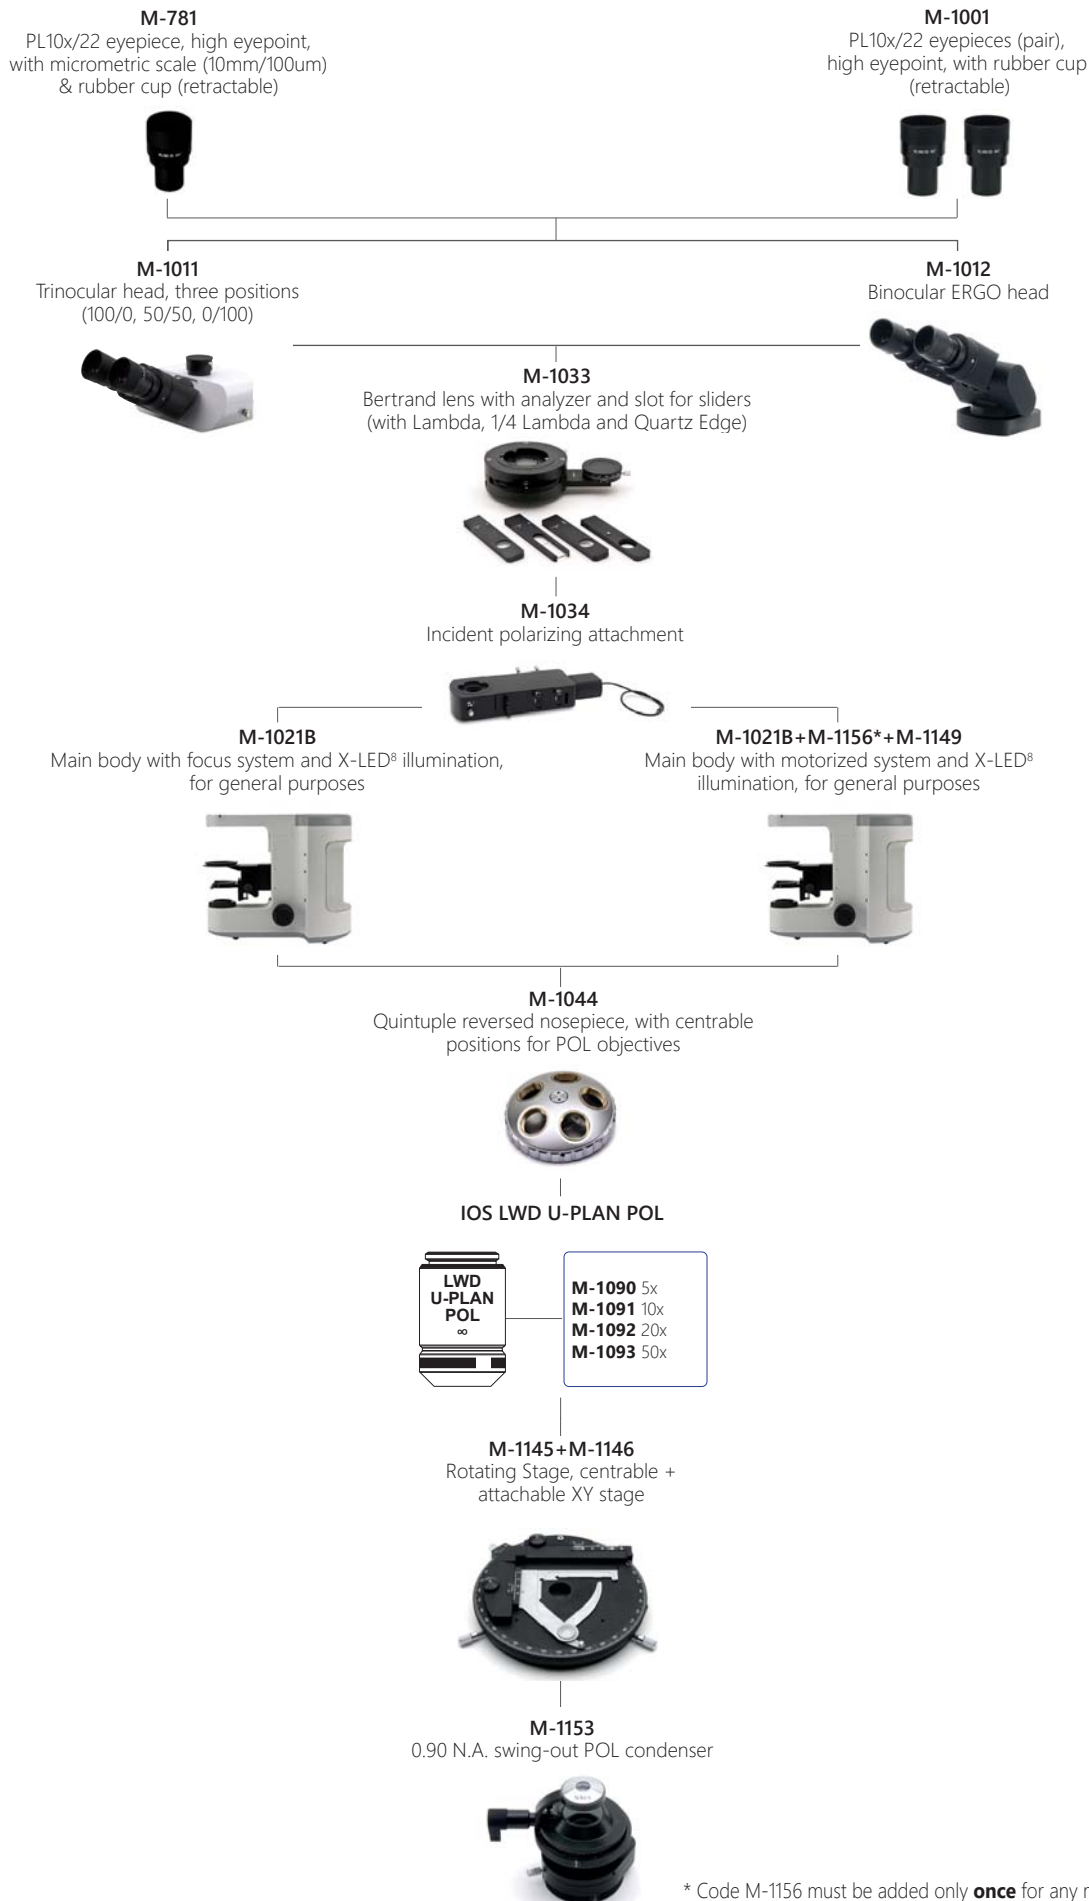 M-781
PL10x/22 eyepiece, high eyepoint,
with micrometric scale (10mm/100um)
& rubber cup (retractable)
M-1001
PL10x/22 eyepieces (pair),
high eyepoint, with rubber cup
(retractable)
M-1011
Trinocular head, three positions
(100/0, 50/50, 0/100)
M-1012
Binocular ERGO head
M-1033
Bertrand lens with analyzer and slot for sliders
(with Lambda, 1/4 Lambda and Quartz Edge)
M-1034
Incident polarizing attachment
M-1021B
Main body with focus system and X-LED⁸ illumination,
for general purposes
M-1021B+M-1156*+M-1149
Main body with motorized system and X-LED⁸
illumination, for general purposes
M-1044
Quintuple reversed nosepiece, with centrable
positions for POL objectives
IOS LWD U-PLAN POL
LWD
U-PLAN
POL
∞
M-1090 5x
M-1091 10x
M-1092 20x
M-1093 50x
M-1145+M-1146
Rotating Stage, centrable +
attachable XY stage
M-1153
0.90 N.A. swing-out POL condenser
* Code M-1156 must be added only once for any